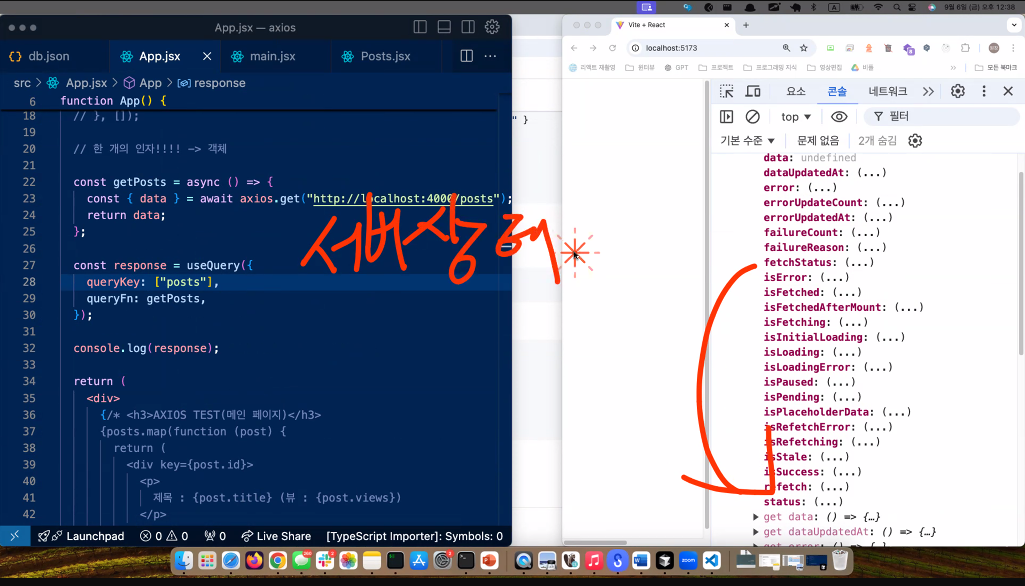 App.jsx — axios
db.json
App.jsx
main.jsx
Posts.jsx
src > App.jsx > App > response
6 function App() {
18 // }, []);
19
20 // 한 개의 인자!!!! -> 객체
21
22 const getPosts = async () => {
23 const { data } = await axios.get("http://localhost:4000/posts");
24 return data;
25 };
26
27 const response = useQuery({
28 queryKey: ["posts"],
29 queryFn: getPosts,
30 });
31
32 console.log(response);
33
34 return (
35 <div>
36 {/* <h3>AXIOS TEST(메인 페이지)</h3>
37 {posts.map(function (post) {
38 return (
39 <div key={post.id}>
40 <p>
41 제목 : {post.title} (뷰 : {post.views})
42 </p>
Launchpad 0 0 0 Live Share [TypeScript Importer]: Symbols: 0
" }
서버상태
9월 6일 (금) 오후 12:38
Vite + React
localhost:5173
리액트 재활영 윈터뷰 GPT 프로젝트 프로그래밍 지식 영상편집 비플 모든 북마크
요소 콘솔 네트워크
top 필터
기본 수준 문제 없음 2개 숨김
data: undefined
dataUpdatedAt: (...)
error: (...)
errorUpdateCount: (...)
errorUpdatedAt: (...)
failureCount: (...)
failureReason: (...)
fetchStatus: (...)
isError: (...)
isFetched: (...)
isFetchedAfterMount: (...)
isFetching: (...)
isInitialLoading: (...)
isLoading: (...)
isLoadingError: (...)
isPaused: (...)
isPending: (...)
isPlaceholderData: (...)
isRefetchError: (...)
isRefetching: (...)
isStale: (...)
isSuccess: (...)
refetch: (...)
status: (...)
get data: () => {…}
get dataUpdatedAt: () => {…}
get error: () => {…}
zoom